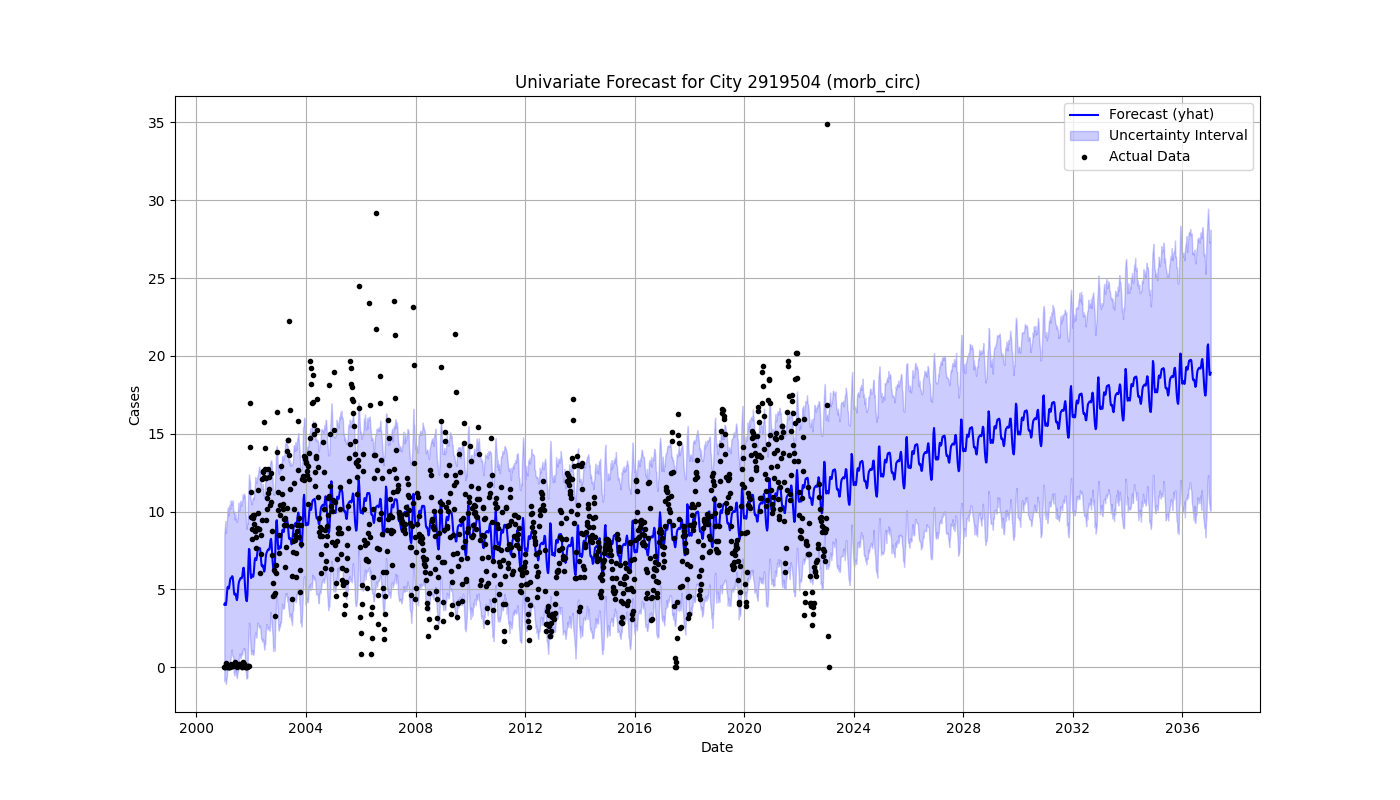 Univariate Forecast for City 2919504 (morb_circ)
Forecast (yhat)
Uncertainty Interval
Actual Data
Cases
35
30
25
20
15
10
5
0
2000 2004 2008 2012 2016 2020 2024 2028 2032 2036
Date